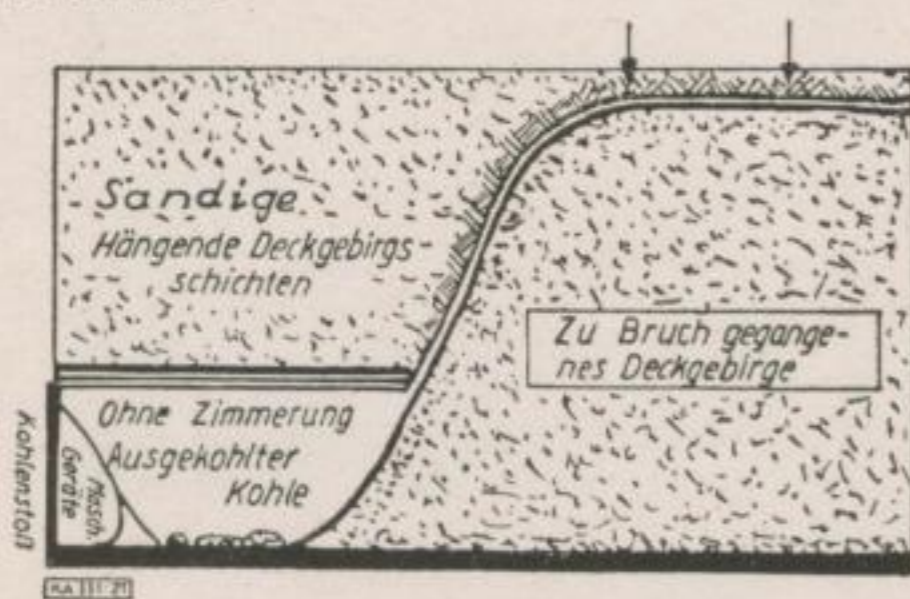 Sandige
Hängende Deckgebirgs-
schichten
Zu Bruch gegange-
nes Deckgebirge
Ohne Zimmerung
Ausgekohlter
Kohle
Kohlenstoß
Masch.
Geräte